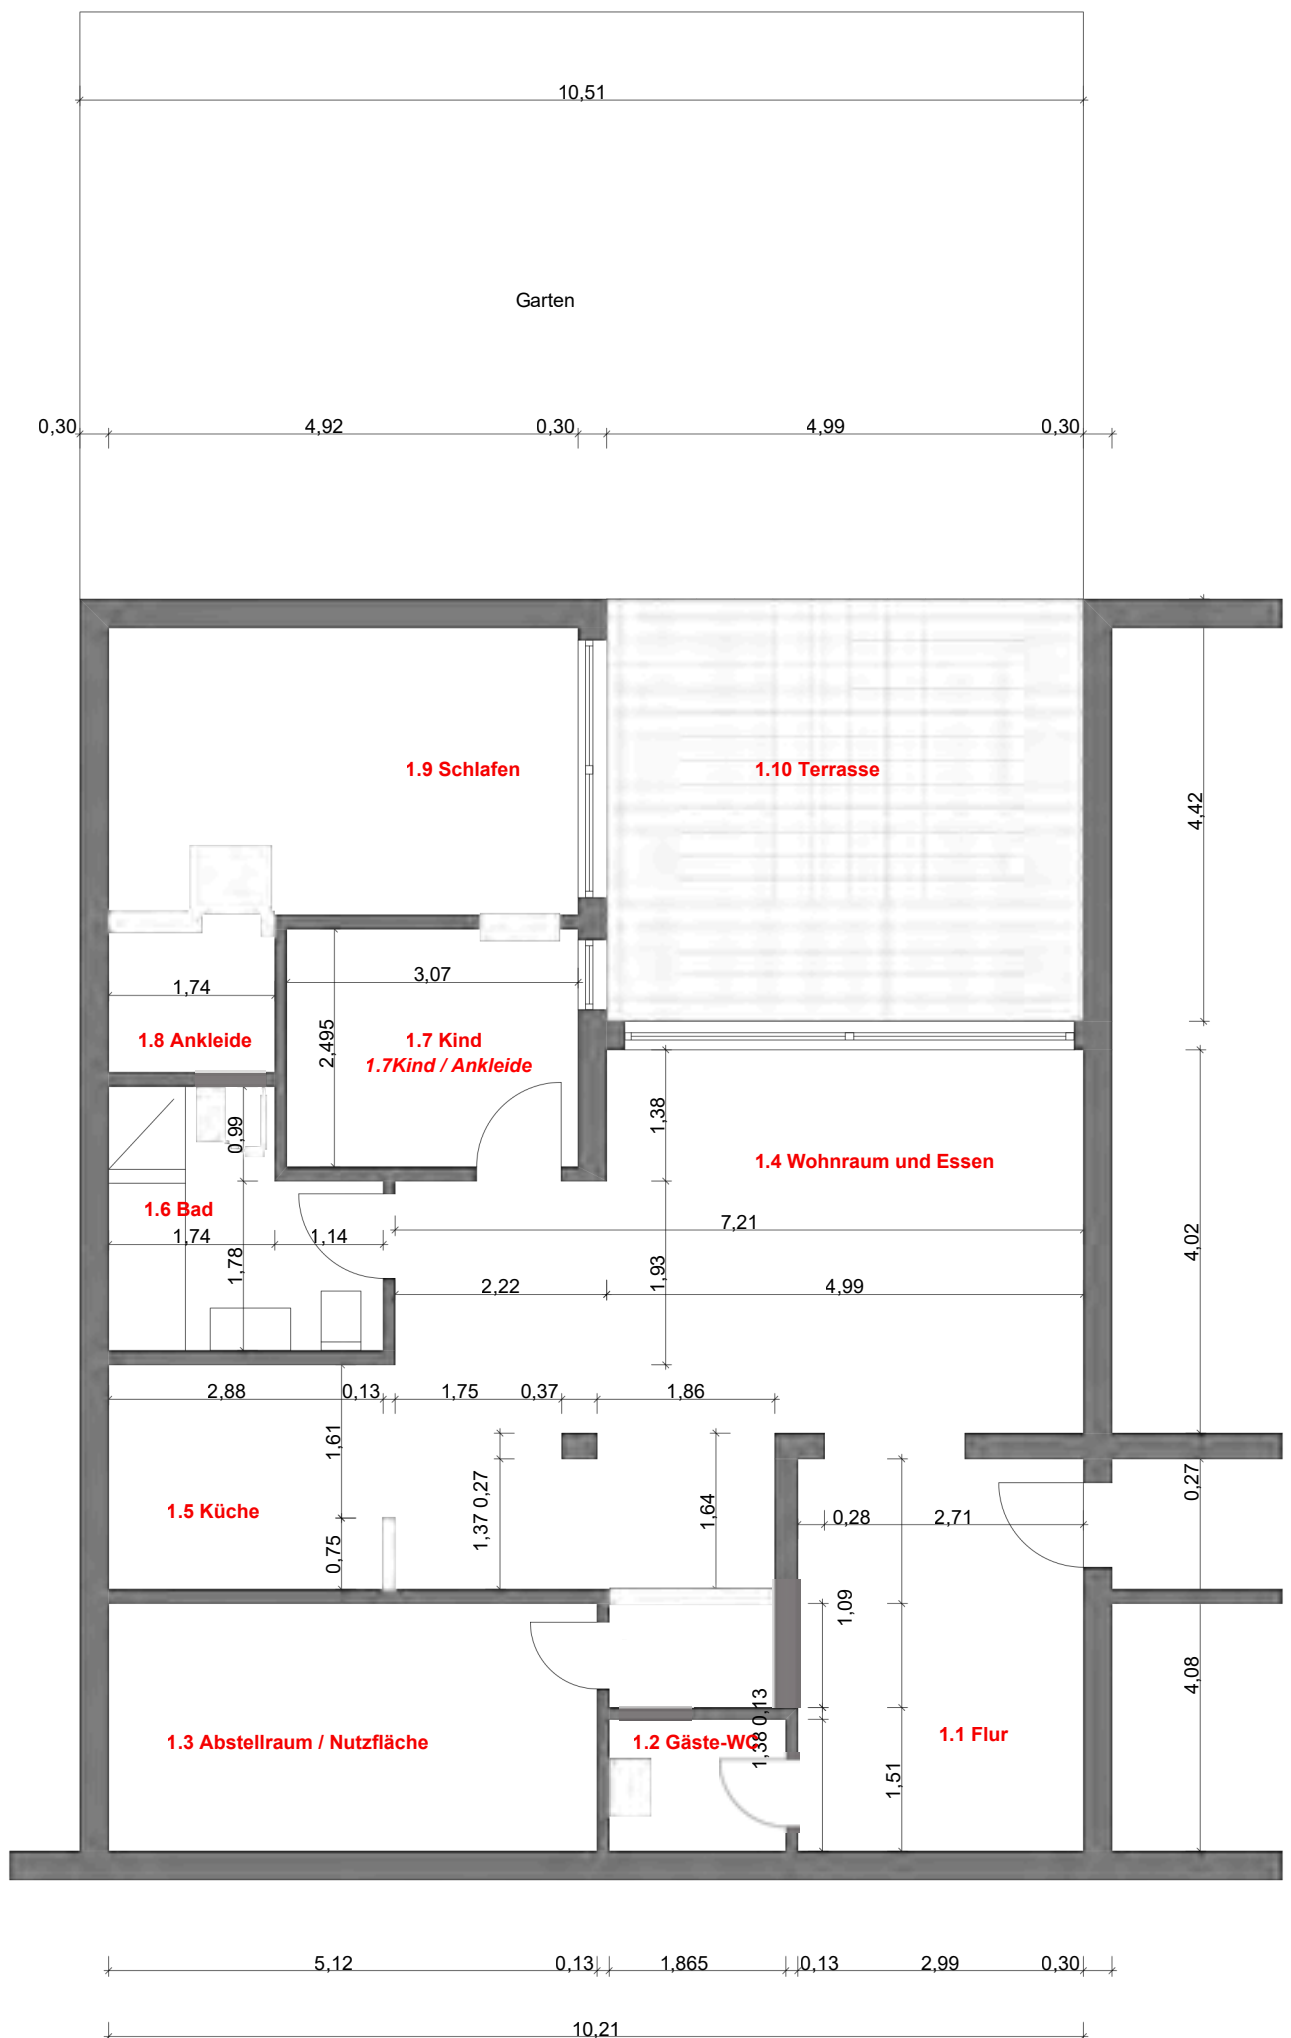 10,51
Garten
0,30 4,92 0,30 4,99 0,30
1.9 Schlafen 1.10 Terrasse
4,42
3,07
1,74
2,495
1.8 Ankleide 1.7 Kind
1.7Kind / Ankleide
0,99 1,38
1.4 Wohnraum und Essen
1.6 Bad
7,21
1,74 1,14
1,78 1,93 4,02
2,22 4,99
2,88 0,13 1,75 0,37 1,86
1,61
0,27
1.5 Küche 1,37 0,27 1,64
0,28 2,71
0,75
1,09
4,08
1.3 Abstellraum / Nutzfläche 1.2 Gäste-WC 1,38 0,13 1.1 Flur
1,51
5,12 0,13 1,865 0,13 2,99 0,30
10,21